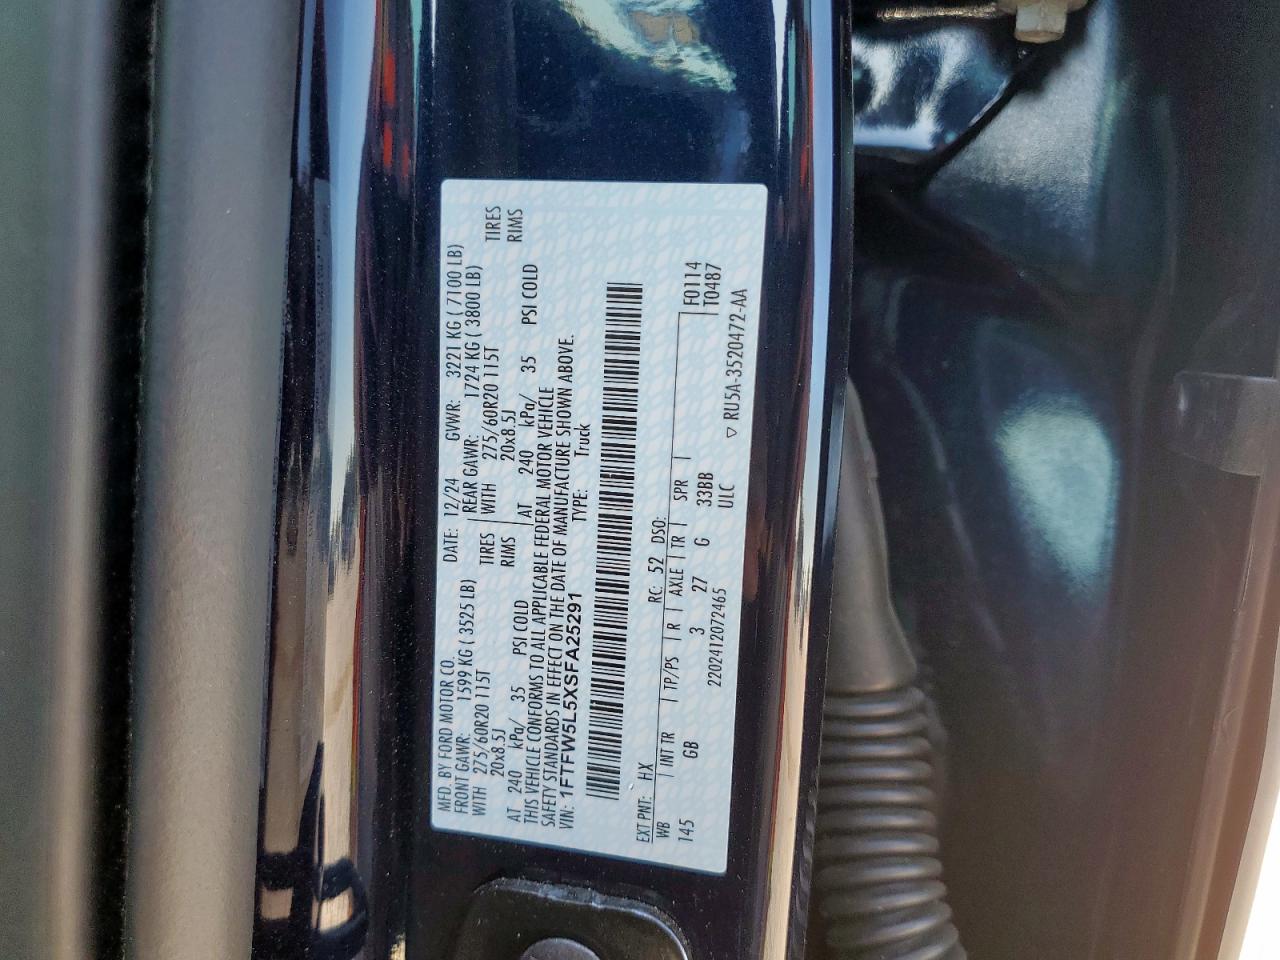 MFD. BY FORD MOTOR CO. DATE: 12/24 GVWR: 3221 KG ( 7100 LB)
FRONT GAWR: 1599 KG ( 3525 LB) REAR GAWR: 1724 KG ( 3800 LB)
WITH 275/60R20 115T TIRES WITH 275/60R20 115T TIRES
20x8.5J RIMS 20x8.5J RIMS
AT 240 kPa/ 35 PSI COLD AT 240 kPa/ 35 PSI COLD
THIS VEHICLE CONFORMS TO ALL APPLICABLE FEDERAL MOTOR VEHICLE
SAFETY STANDARDS IN EFFECT ON THE DATE OF MANUFACTURE SHOWN ABOVE.
VIN: 1FTFW5L5XSFA25291 TYPE: Truck
EXT PNT: HX RC: 52 DSO:
WB INT TR TP/PS R AXLE TR SPR F0114
145 GB 3 27 G 33BB T0487
2202412072465 ULC
▽ RU5A-3520472-AA